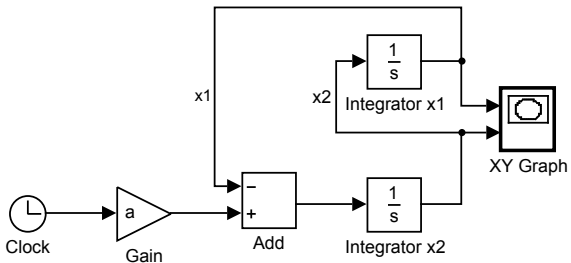 1
s
x1
x2
Integrator x1
XY Graph
a
−
+
1
s
Clock
Gain
Add
Integrator x2